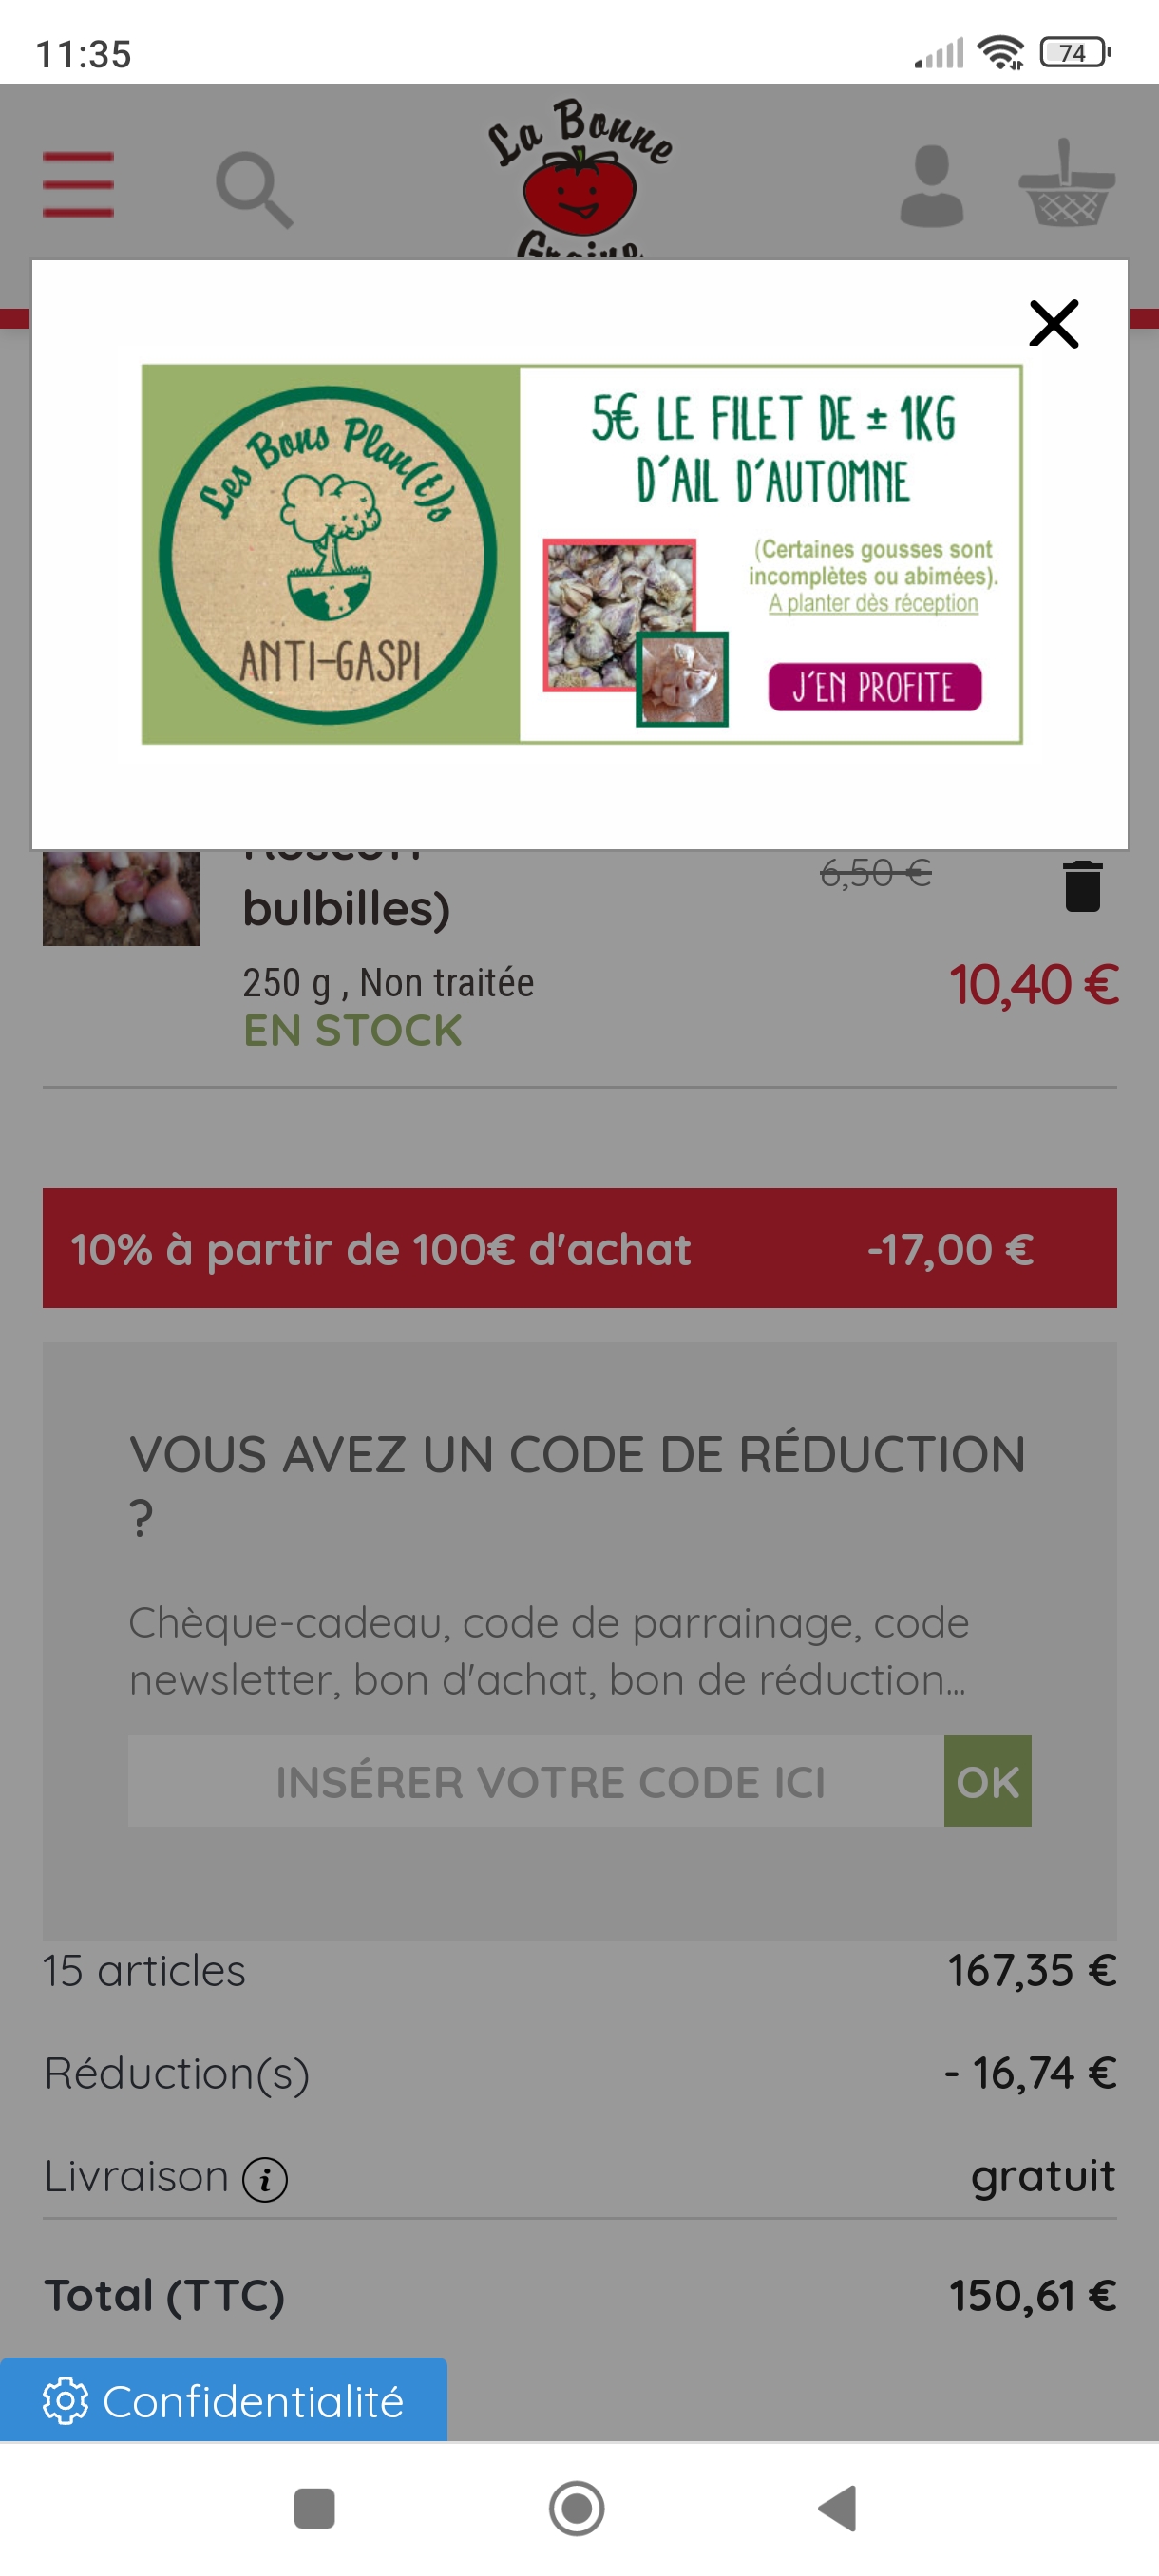 11:35
74
La Bonne
Graine
Les Bons Plan(t)s
ANTI-GASPI
5€ LE FILET DE ± 1KG
D'AIL D'AUTOMNE
(Certaines gousses sont
incomplètes ou abimées).
A planter dès réception
J'EN PROFITE
6,50 €
bulbilles)
250 g , Non traitée
10,40 €
EN STOCK
10% à partir de 100€ d'achat -17,00 €
VOUS AVEZ UN CODE DE RÉDUCTION
?
Chèque-cadeau, code de parrainage, code
newsletter, bon d'achat, bon de réduction...
INSÉRER VOTRE CODE ICI OK
15 articles 167,35 €
Réduction(s) - 16,74 €
Livraison i gratuit
Total (TTC) 150,61 €
Confidentialité